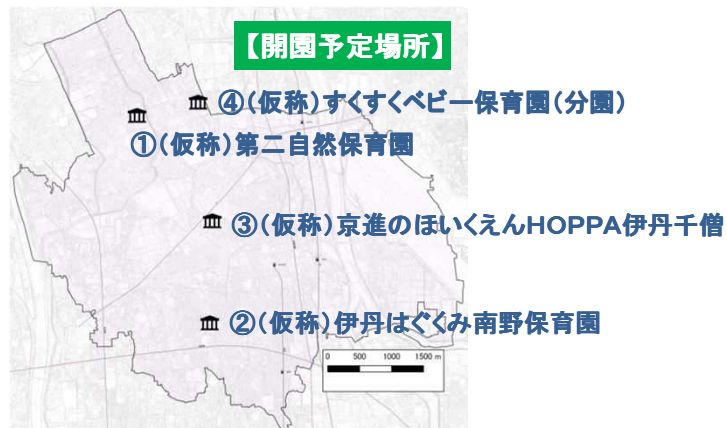 【開園予定場所】
④(仮称)すくすくベビー保育園(分園)
①(仮称)第二自然保育園
③(仮称)京進のほいくえんHOPPA伊丹千僧
②(仮称)伊丹はぐくみ南野保育園
0 500 1000 1500 m